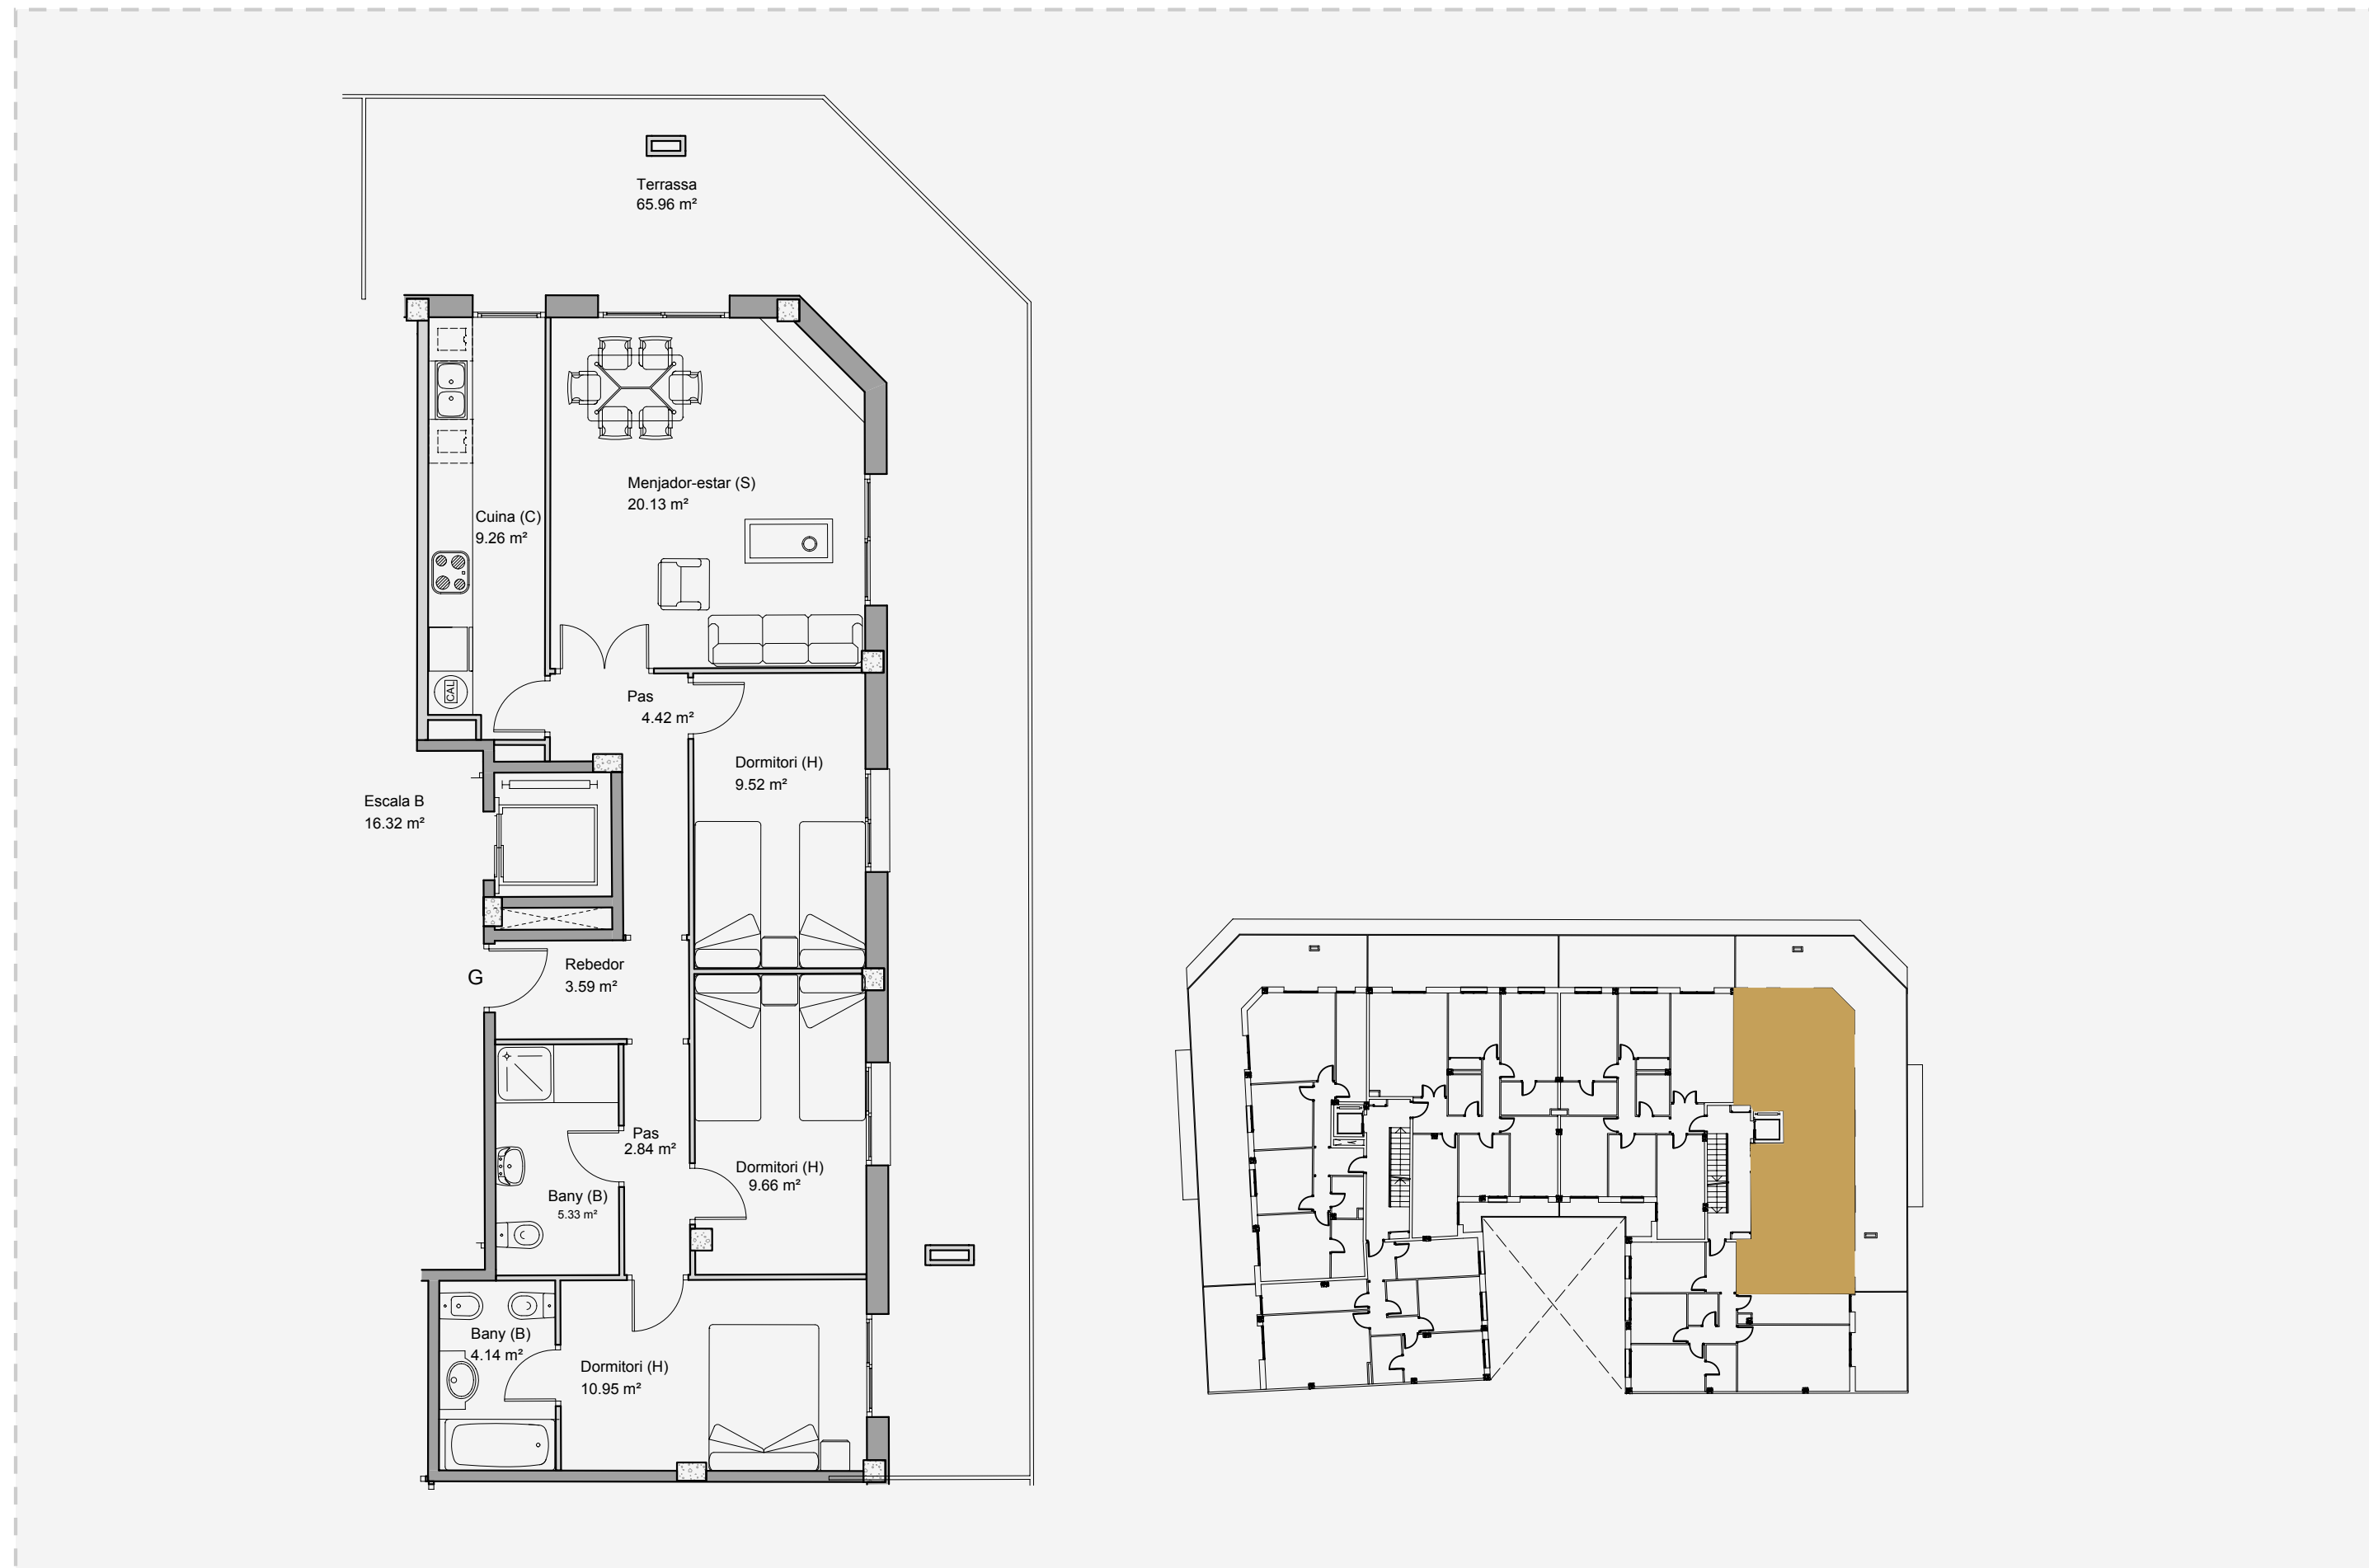 Terrassa
65.96 m²
Menjador-estar (S)
20.13 m²
Cuina (C)
9.26 m²
CAL
Pas
4.42 m²
Dormitori (H)
9.52 m²
Escala B
16.32 m²
G
Rebedor
3.59 m²
Pas
2.84 m²
Dormitori (H)
9.66 m²
Bany (B)
5.33 m²
Bany (B)
4.14 m²
Dormitori (H)
10.95 m²